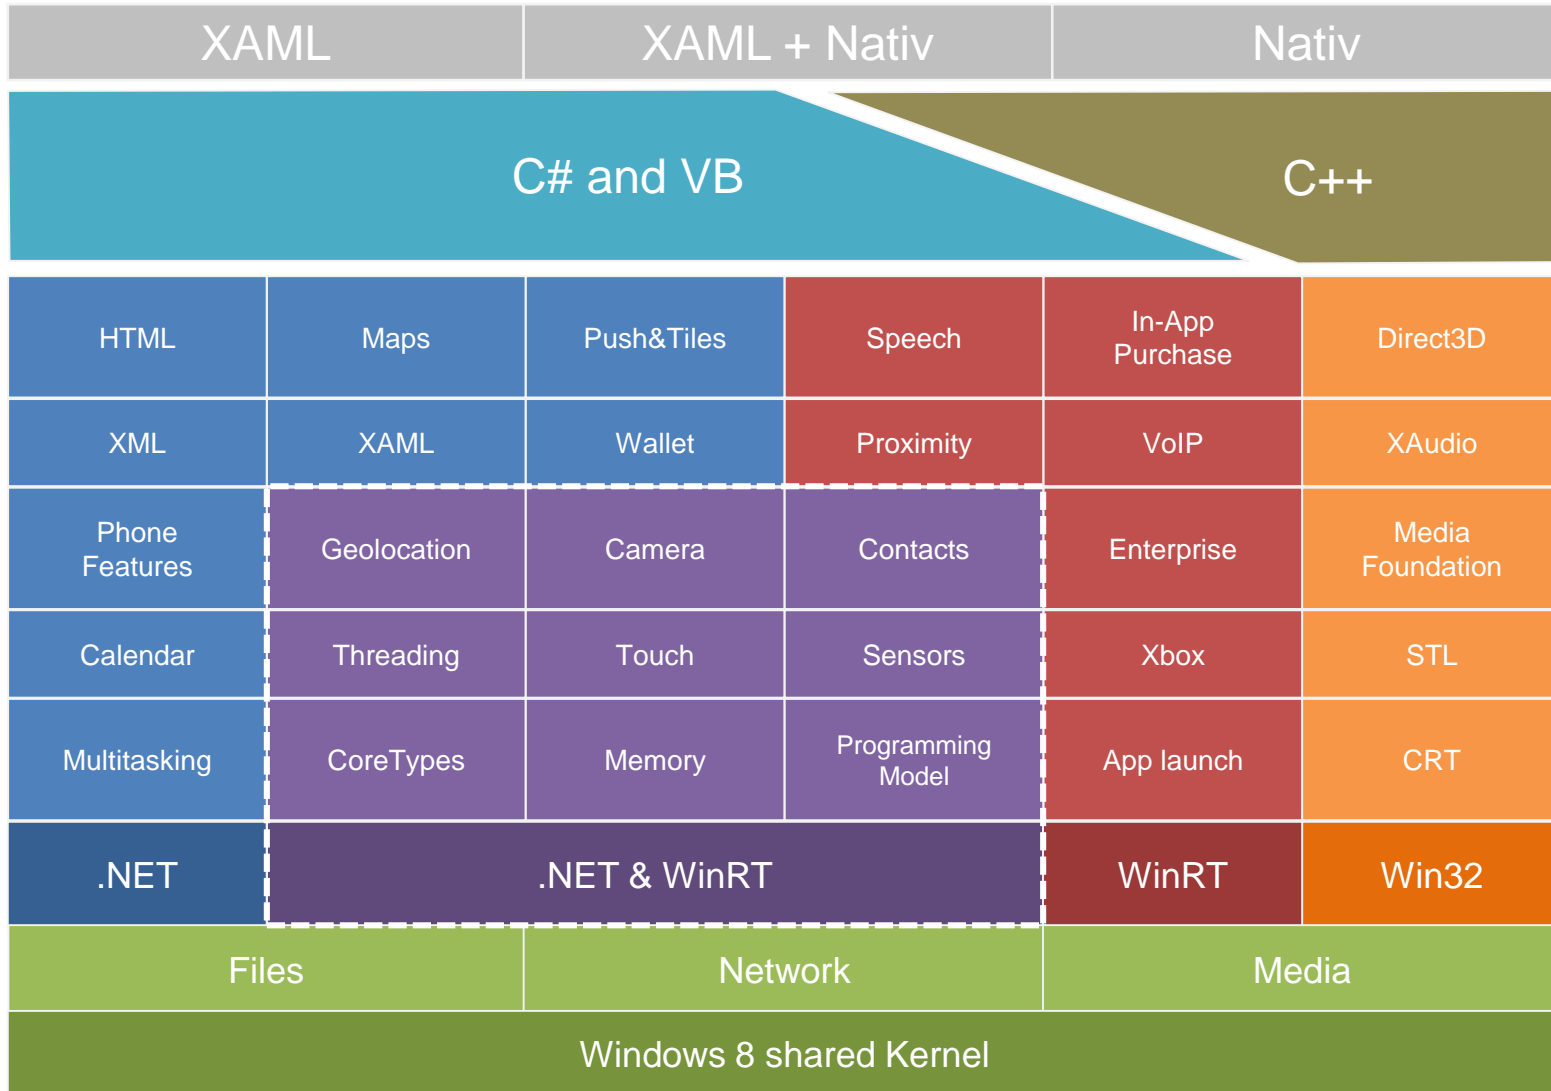 XAML
XAML + Nativ
Nativ
C# and VB
C++
HTML
Maps
Push&Tiles
Speech
In-App
Purchase
Direct3D
XML
XAML
Wallet
Proximity
VoIP
XAudio
Phone
Features
Geolocation
Camera
Contacts
Enterprise
Media
Foundation
Calendar
Threading
Touch
Sensors
Xbox
STL
Multitasking
CoreTypes
Memory
Programming
Model
App launch
CRT
.NET
.NET & WinRT
WinRT
Win32
Files
Network
Media
Windows 8 shared Kernel